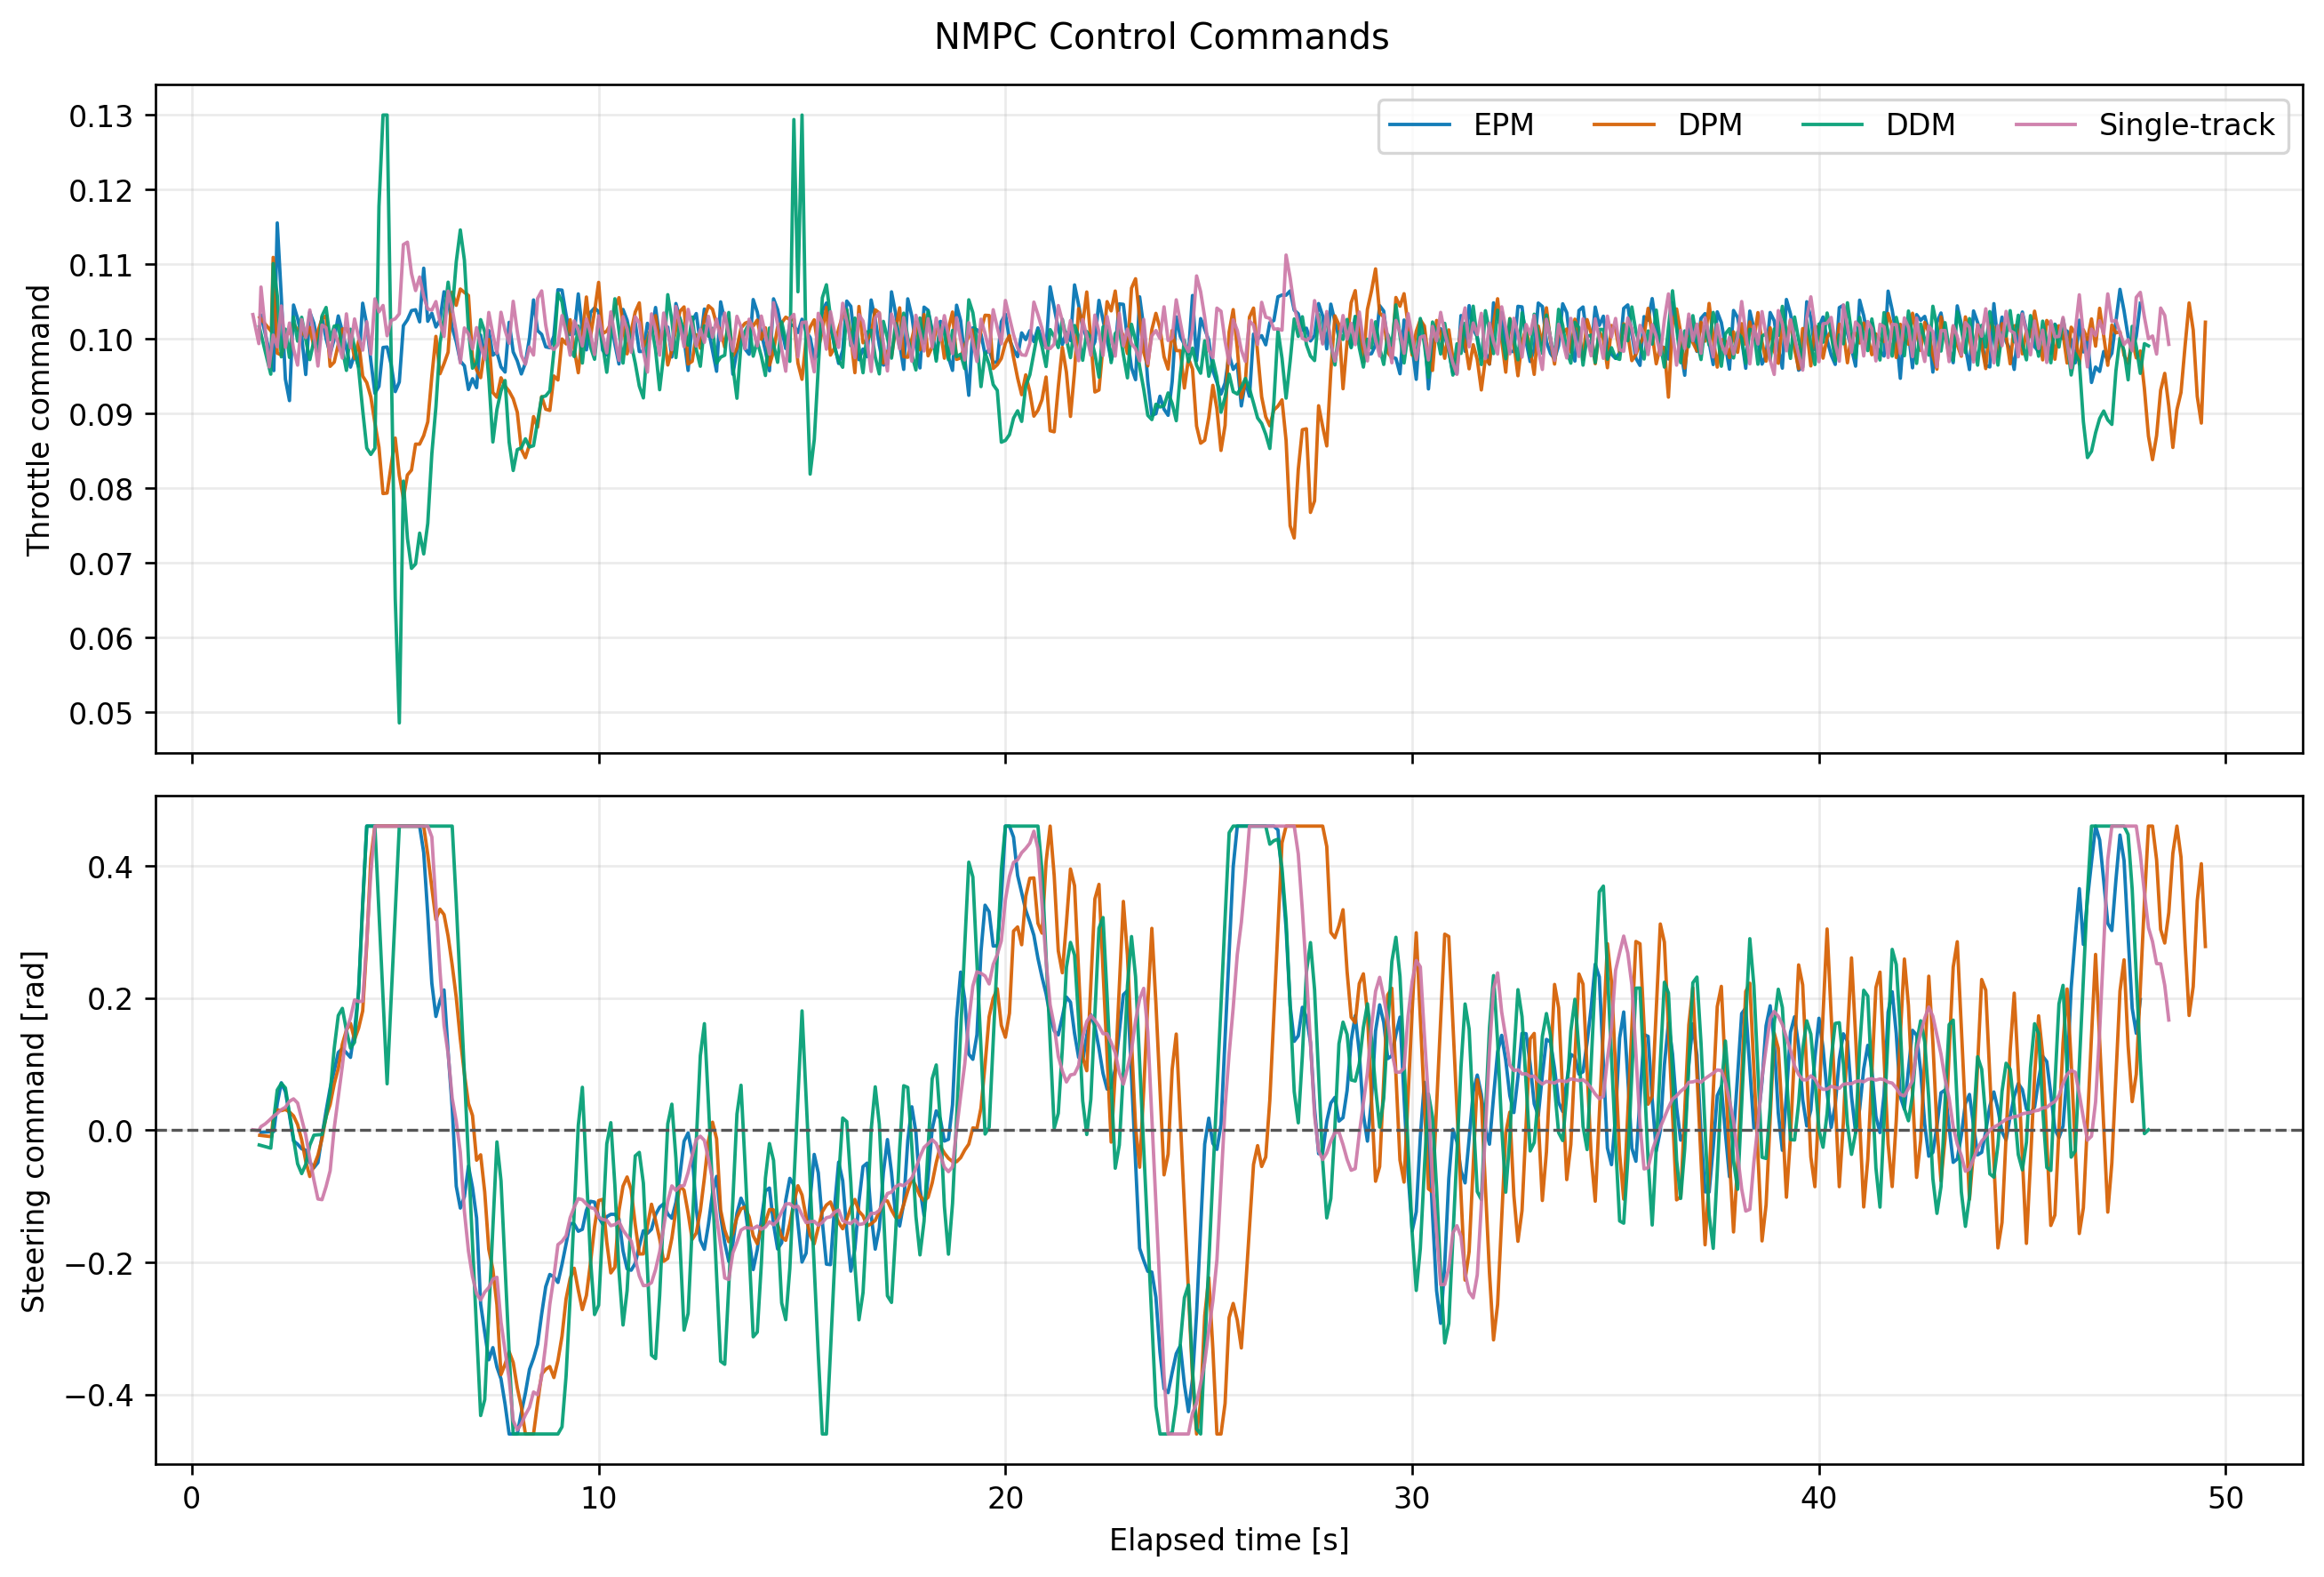 NMPC Control Commands
EPM DPM DDM Single-track
Throttle command
0.13
0.12
0.11
0.10
0.09
0.08
0.07
0.06
0.05
Steering command [rad]
0.4
0.2
0.0
−0.2
−0.4
0 10 20 30 40 50
Elapsed time [s]